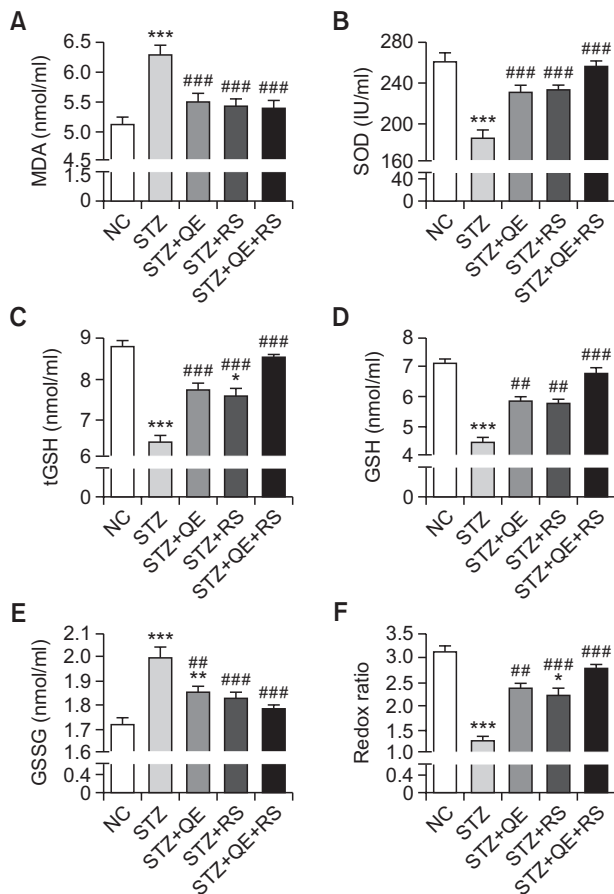 A
MDA (nmol/ml)
6.5
6.0
5.5
5.0
4.5
1.5
0
***
###
###
###
NC
STZ
STZ+QE
STZ+RS
STZ+QE+RS
B
SOD (IU/ml)
260
240
200
160
40
0
***
###
###
###
NC
STZ
STZ+QE
STZ+RS
STZ+QE+RS
C
tGSH (nmol/ml)
9
8
7
6
0
***
###
###
*
###
NC
STZ
STZ+QE
STZ+RS
STZ+QE+RS
D
GSH (nmol/ml)
8
7
6
5
4
0
***
##
##
###
NC
STZ
STZ+QE
STZ+RS
STZ+QE+RS
E
GSSG (nmol/ml)
2.1
2.0
1.9
1.8
1.7
1.6
0.4
0
***
##
**
###
###
NC
STZ
STZ+QE
STZ+RS
STZ+QE+RS
F
Redox ratio
3.5
3.0
2.5
2.0
1.5
1.0
0.4
0.0
***
##
###
*
###
NC
STZ
STZ+QE
STZ+RS
STZ+QE+RS